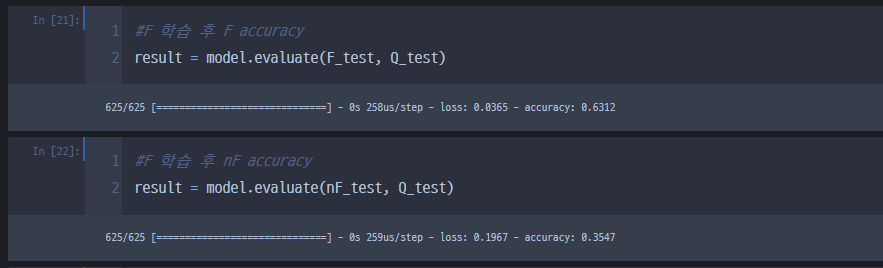 In [21]:
1 #F 학습 후 F accuracy
2 result = model.evaluate(F_test, Q_test)
625/625 [==============================] - 0s 258us/step - loss: 0.0365 - accuracy: 0.6312
In [22]:
1 #F 학습 후 nF accuracy
2 result = model.evaluate(nF_test, Q_test)
625/625 [==============================] - 0s 259us/step - loss: 0.1967 - accuracy: 0.3547